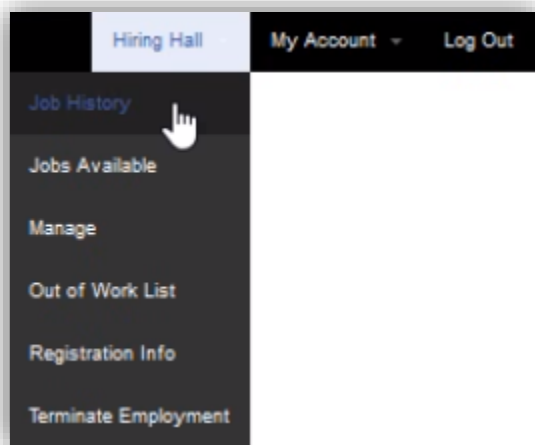 Hiring Hall My Account Log Out
Job History
Jobs Available
Manage
Out of Work List
Registration Info
Terminate Employment